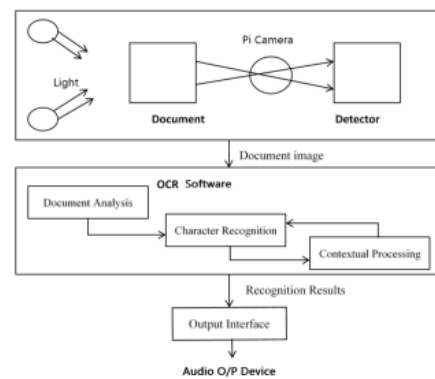 Pi Camera
Light
Document
Detector
Document image
OCR Software
Document Analysis
Character Recognition
Contextual Processing
Recognition Results
Output Interface
Audio O/P Device